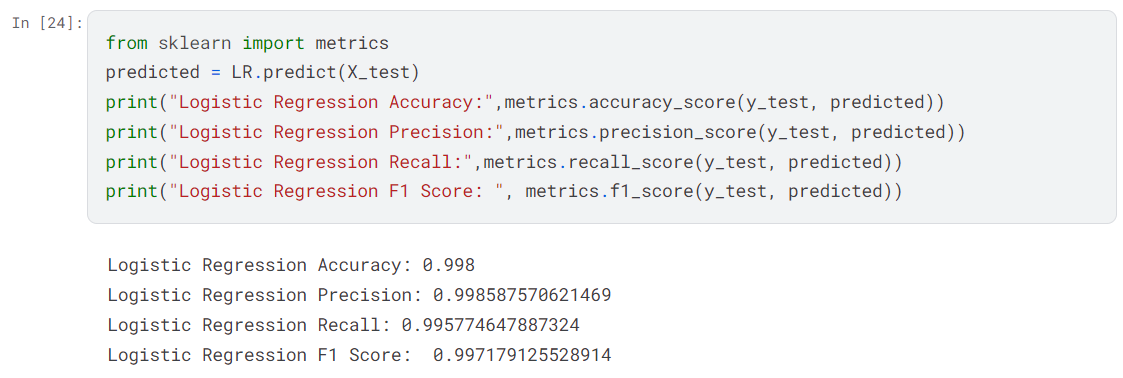 In [24]:
from sklearn import metrics
predicted = LR.predict(X_test)
print("Logistic Regression Accuracy:",metrics.accuracy_score(y_test, predicted))
print("Logistic Regression Precision:",metrics.precision_score(y_test, predicted))
print("Logistic Regression Recall:",metrics.recall_score(y_test, predicted))
print("Logistic Regression F1 Score: ", metrics.f1_score(y_test, predicted))
Logistic Regression Accuracy: 0.998
Logistic Regression Precision: 0.998587570621469
Logistic Regression Recall: 0.995774647887324
Logistic Regression F1 Score:  0.997179125528914